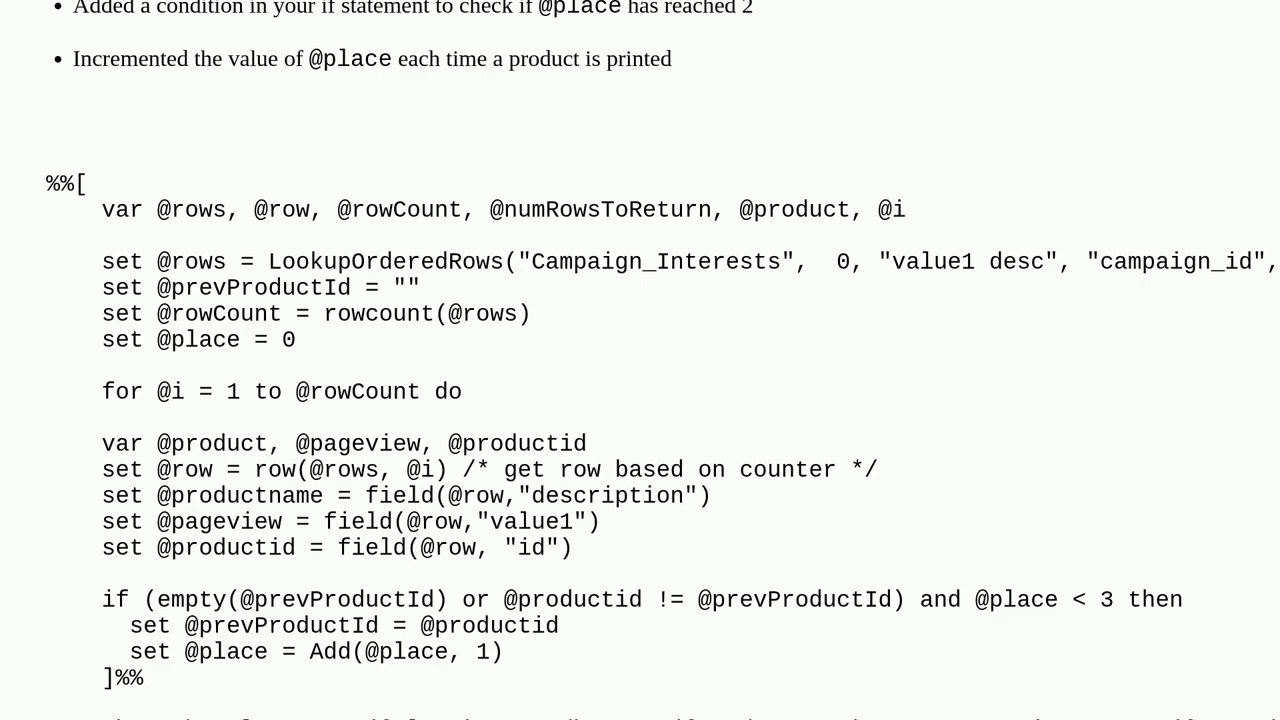 • Added a condition in your if statement to check if @place has reached 2
• Incremented the value of @place each time a product is printed
%%[
var @rows, @row, @rowCount, @numRowsToReturn, @product, @i
set @rows = LookupOrderedRows("Campaign_Interests",  0, "value1 desc", "campaign_id",
set @prevProductId = ""
set @rowCount = rowcount(@rows)
set @place = 0
for @i = 1 to @rowCount do
var @product, @pageview, @productid
set @row = row(@rows, @i) /* get row based on counter */
set @productname = field(@row,"description")
set @pageview = field(@row,"value1")
set @productid = field(@row, "id")
if (empty(@prevProductId) or @productid != @prevProductId) and @place < 3 then
set @prevProductId = @productid
set @place = Add(@place, 1)
]%%